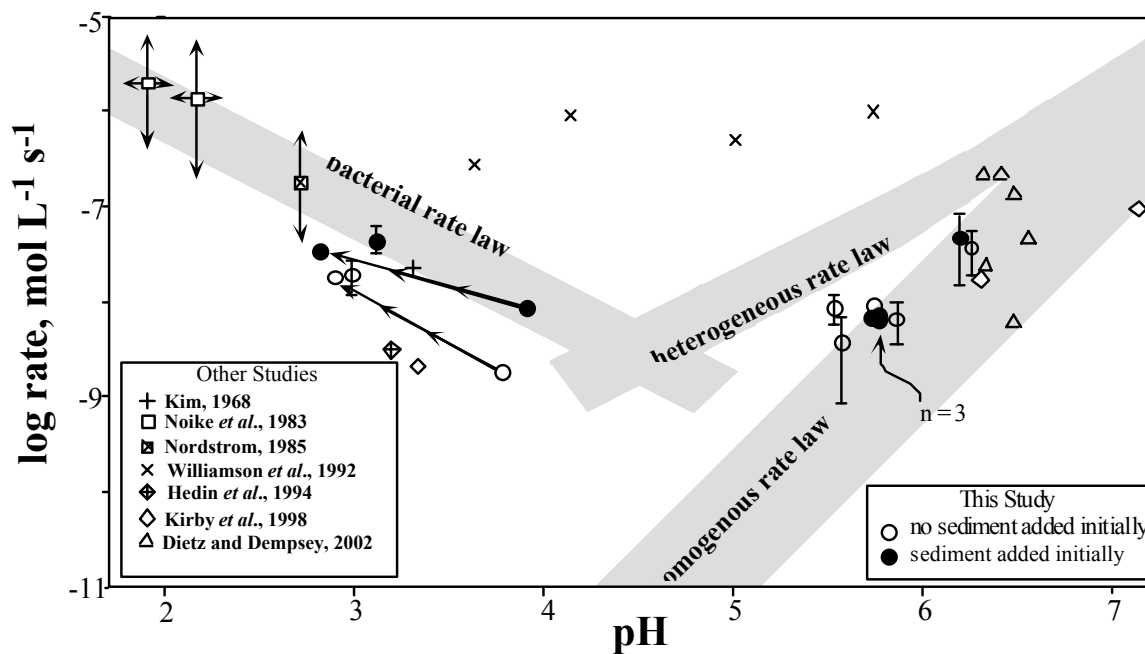 -5
-7
-9
-11
log rate, mol L-1 s-1
bacterial rate law
heterogeneous rate law
omogenous rate law
n = 3
Other Studies
Kim, 1968
Noike et al., 1983
Nordstrom, 1985
Williamson et al., 1992
Hedin et al., 1994
Kirby et al., 1998
Dietz and Dempsey, 2002
This Study
no sediment added initially
sediment added initially
2 3 4 5 6 7
pH